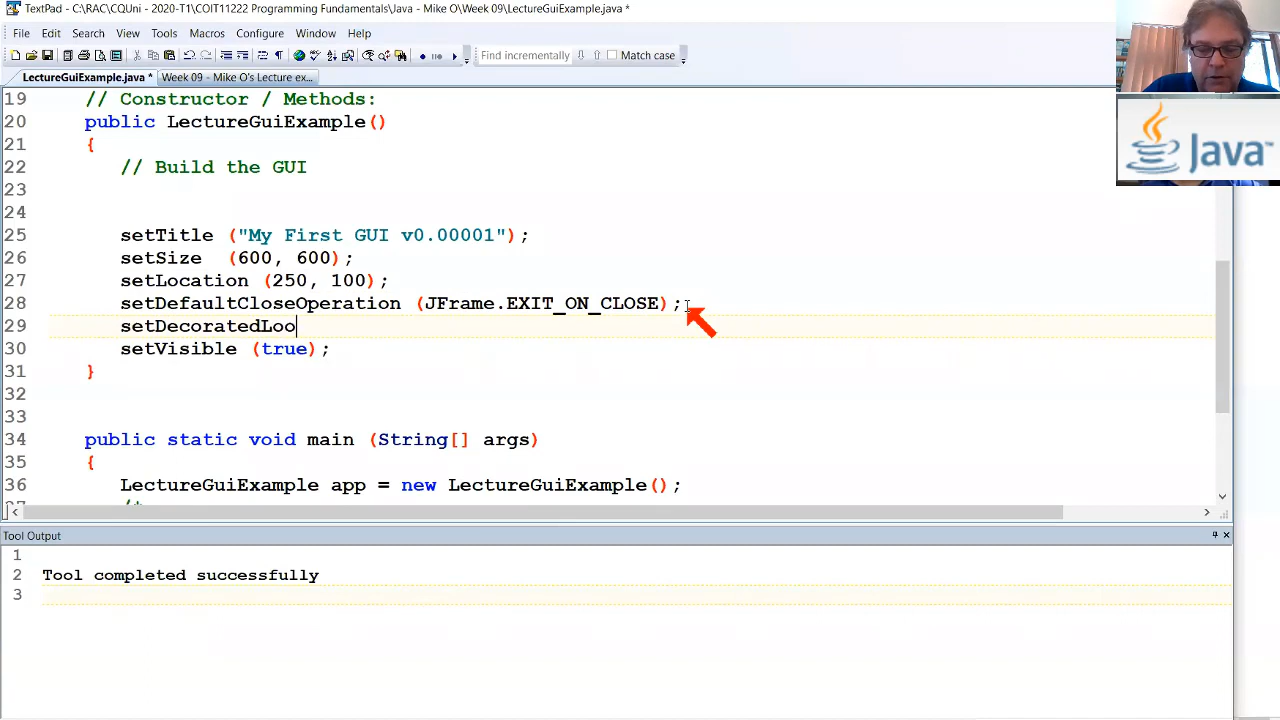 TextPad - C:\RAC\CQUni - 2020-T1\COIT11222 Programming Fundamentals\Java - Mike O\Week 09\LectureGuiExample.java *
File Edit Search View Tools Macros Configure Window Help
Find incrementally Match case
LectureGuiExample.java * Week 09 - Mike O's Lecture ex...
19 // Constructor / Methods:
20 public LectureGuiExample()
21 {
22 // Build the GUI
23
24
25 setTitle ("My First GUI v0.00001");
26 setSize (600, 600);
27 setLocation (250, 100);
28 setDefaultCloseOperation (JFrame.EXIT_ON_CLOSE);
29 setDecoratedLoo
30 setVisible (true);
31 }
32
33
34 public static void main (String[] args)
35 {
36 LectureGuiExample app = new LectureGuiExample();
Tool Output
1
2 Tool completed successfully
3
Java™